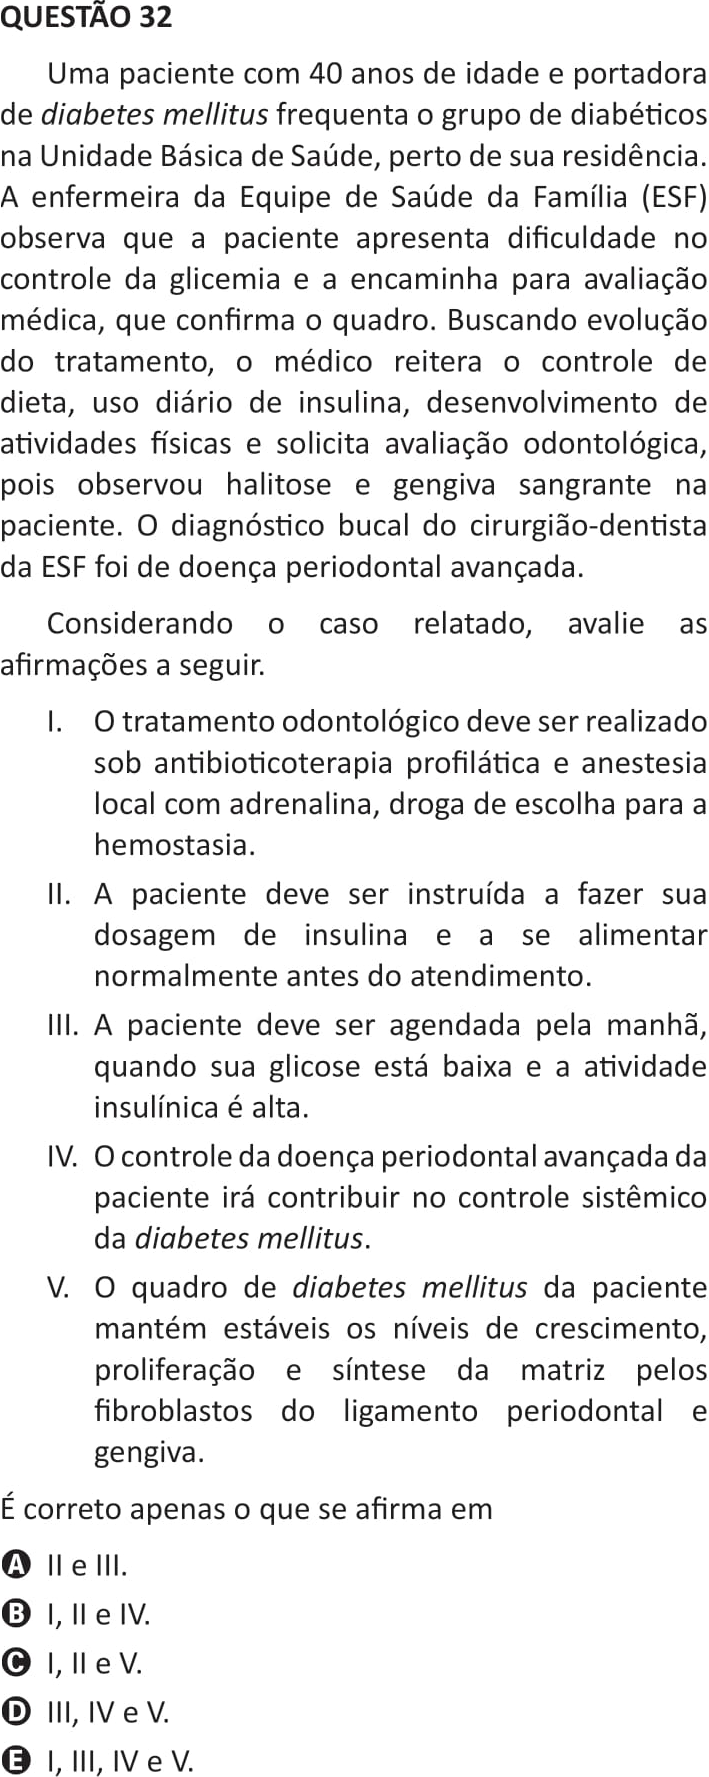 QUESTÃO 32
Uma paciente com 40 anos de idade e portadora
de diabetes mellitus frequenta o grupo de diabéticos
na Unidade Básica de Saúde, perto de sua residência.
A enfermeira da Equipe de Saúde da Família (ESF)
observa que a paciente apresenta dificuldade no
controle da glicemia e a encaminha para avaliação
médica, que confirma o quadro. Buscando evolução
do tratamento, o médico reitera o controle de
dieta, uso diário de insulina, desenvolvimento de
atividades físicas e solicita avaliação odontológica,
pois observou halitose e gengiva sangrante na
paciente. O diagnóstico bucal do cirurgião-dentista
da ESF foi de doença periodontal avançada.
Considerando o caso relatado, avalie as
afirmações a seguir.
I. O tratamento odontológico deve ser realizado
sob antibioticoterapia profilática e anestesia
local com adrenalina, droga de escolha para a
hemostasia.
II. A paciente deve ser instruída a fazer sua
dosagem de insulina e a se alimentar
normalmente antes do atendimento.
III. A paciente deve ser agendada pela manhã,
quando sua glicose está baixa e a atividade
insulínica é alta.
IV. O controle da doença periodontal avançada da
paciente irá contribuir no controle sistêmico
da diabetes mellitus.
V. O quadro de diabetes mellitus da paciente
mantém estáveis os níveis de crescimento,
proliferação e síntese da matriz pelos
fibroblastos do ligamento periodontal e
gengiva.
É correto apenas o que se afirma em
A II e III.
B I, II e IV.
C I, II e V.
D III, IV e V.
E I, III, IV e V.